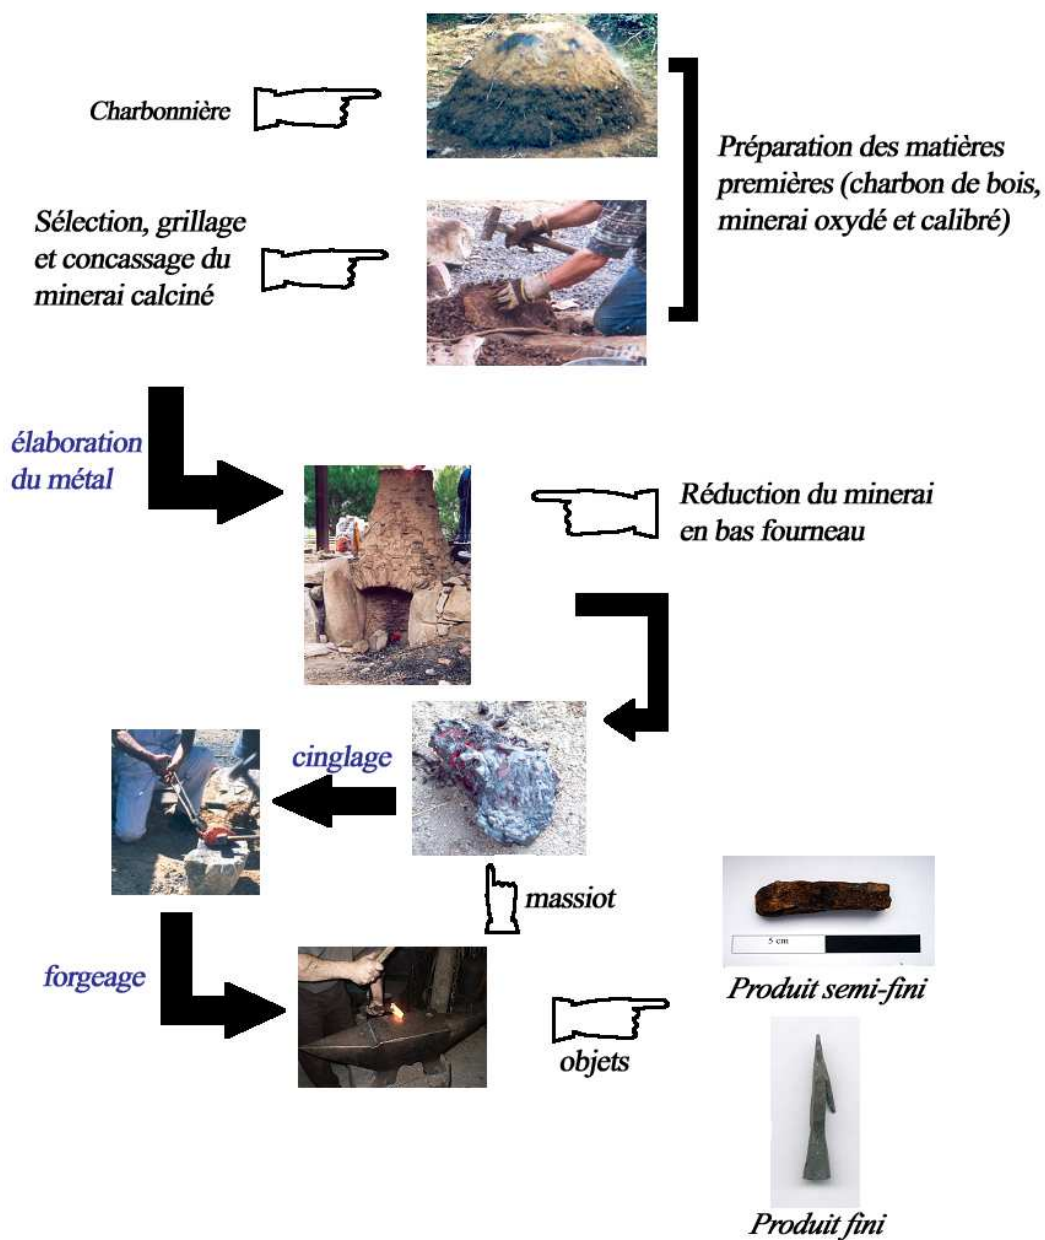 Charbonnière
Préparation des matières
premières (charbon de bois,
minerai oxydé et calibré)
Sélection, grillage
et concassage du
minerai calciné
élaboration
du métal
Réduction du minerai
en bas fourneau
cinglage
massiot
5 cm
Produit semi-fini
forgeage
objets
Produit fini